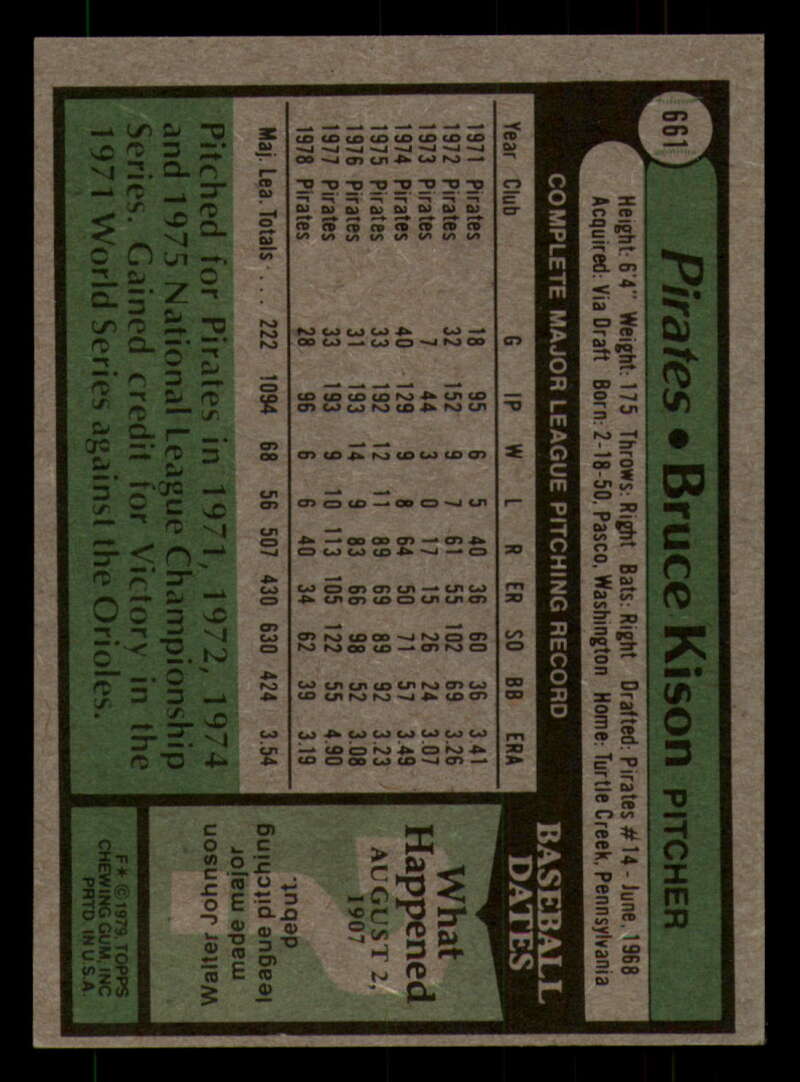 661
Pirates • Bruce Kison PITCHER
Height: 6'4" Weight: 175 Throws: Right Bats: Right Drafted: Pirates #14 - June, 1968
Acquired: Via Draft Born: 2-18-50, Pasco, Washington Home: Turtle Creek, Pennsylvania
COMPLETE MAJOR LEAGUE PITCHING RECORD
Year Club G IP W L R ER SO BB ERA
1971 Pirates 18 95 6 5 40 36 60 36 3.41
1972 Pirates 32 152 9 7 61 55 102 69 3.26
1973 Pirates 7 44 3 0 17 15 26 24 3.07
1974 Pirates 40 129 9 8 64 50 71 57 3.49
1975 Pirates 33 192 12 11 89 69 89 92 3.23
1976 Pirates 31 193 14 9 83 66 98 52 3.08
1977 Pirates 33 193 9 10 113 105 122 55 4.90
1978 Pirates 28 96 6 6 40 34 62 39 3.19
Maj. Lea. Totals . . . 222 1094 68 56 507 430 630 424 3.54
Pitched for Pirates in 1971, 1972, 1974
and 1975 National League Championship
Series. Gained credit for Victory in the
1971 World Series against the Orioles.
BASEBALL
DATES
What
Happened
AUGUST 2,
1907
Walter Johnson
made major
league pitching
debut.
F* © 1979 TOPPS
CHEWING GUM, INC
PRTD. IN U.S.A.